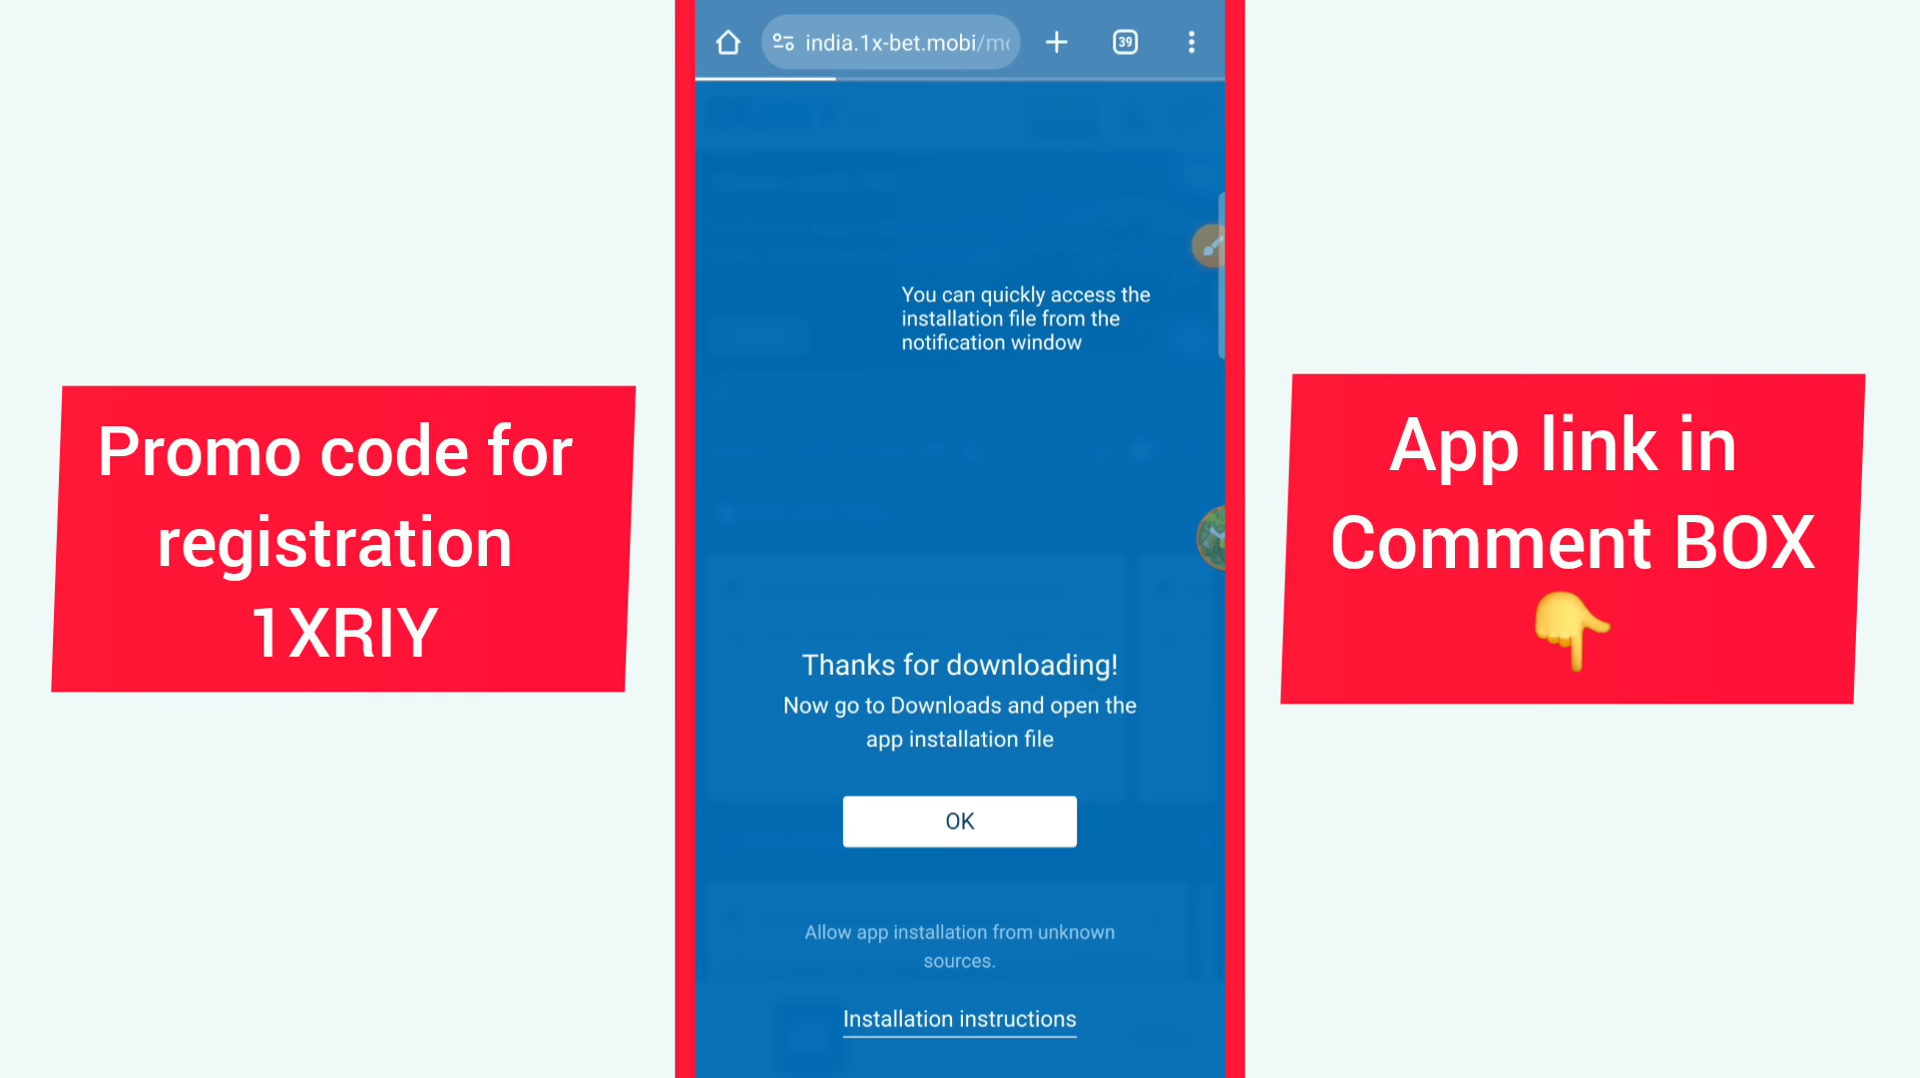 india.1x-bet.mobi/m
39
You can quickly access the
installation file from the
notification window
Promo code for
registration
1XRIY
App link in
Comment BOX
Thanks for downloading!
Now go to Downloads and open the
app installation file
OK
Allow app installation from unknown
sources.
Installation instructions